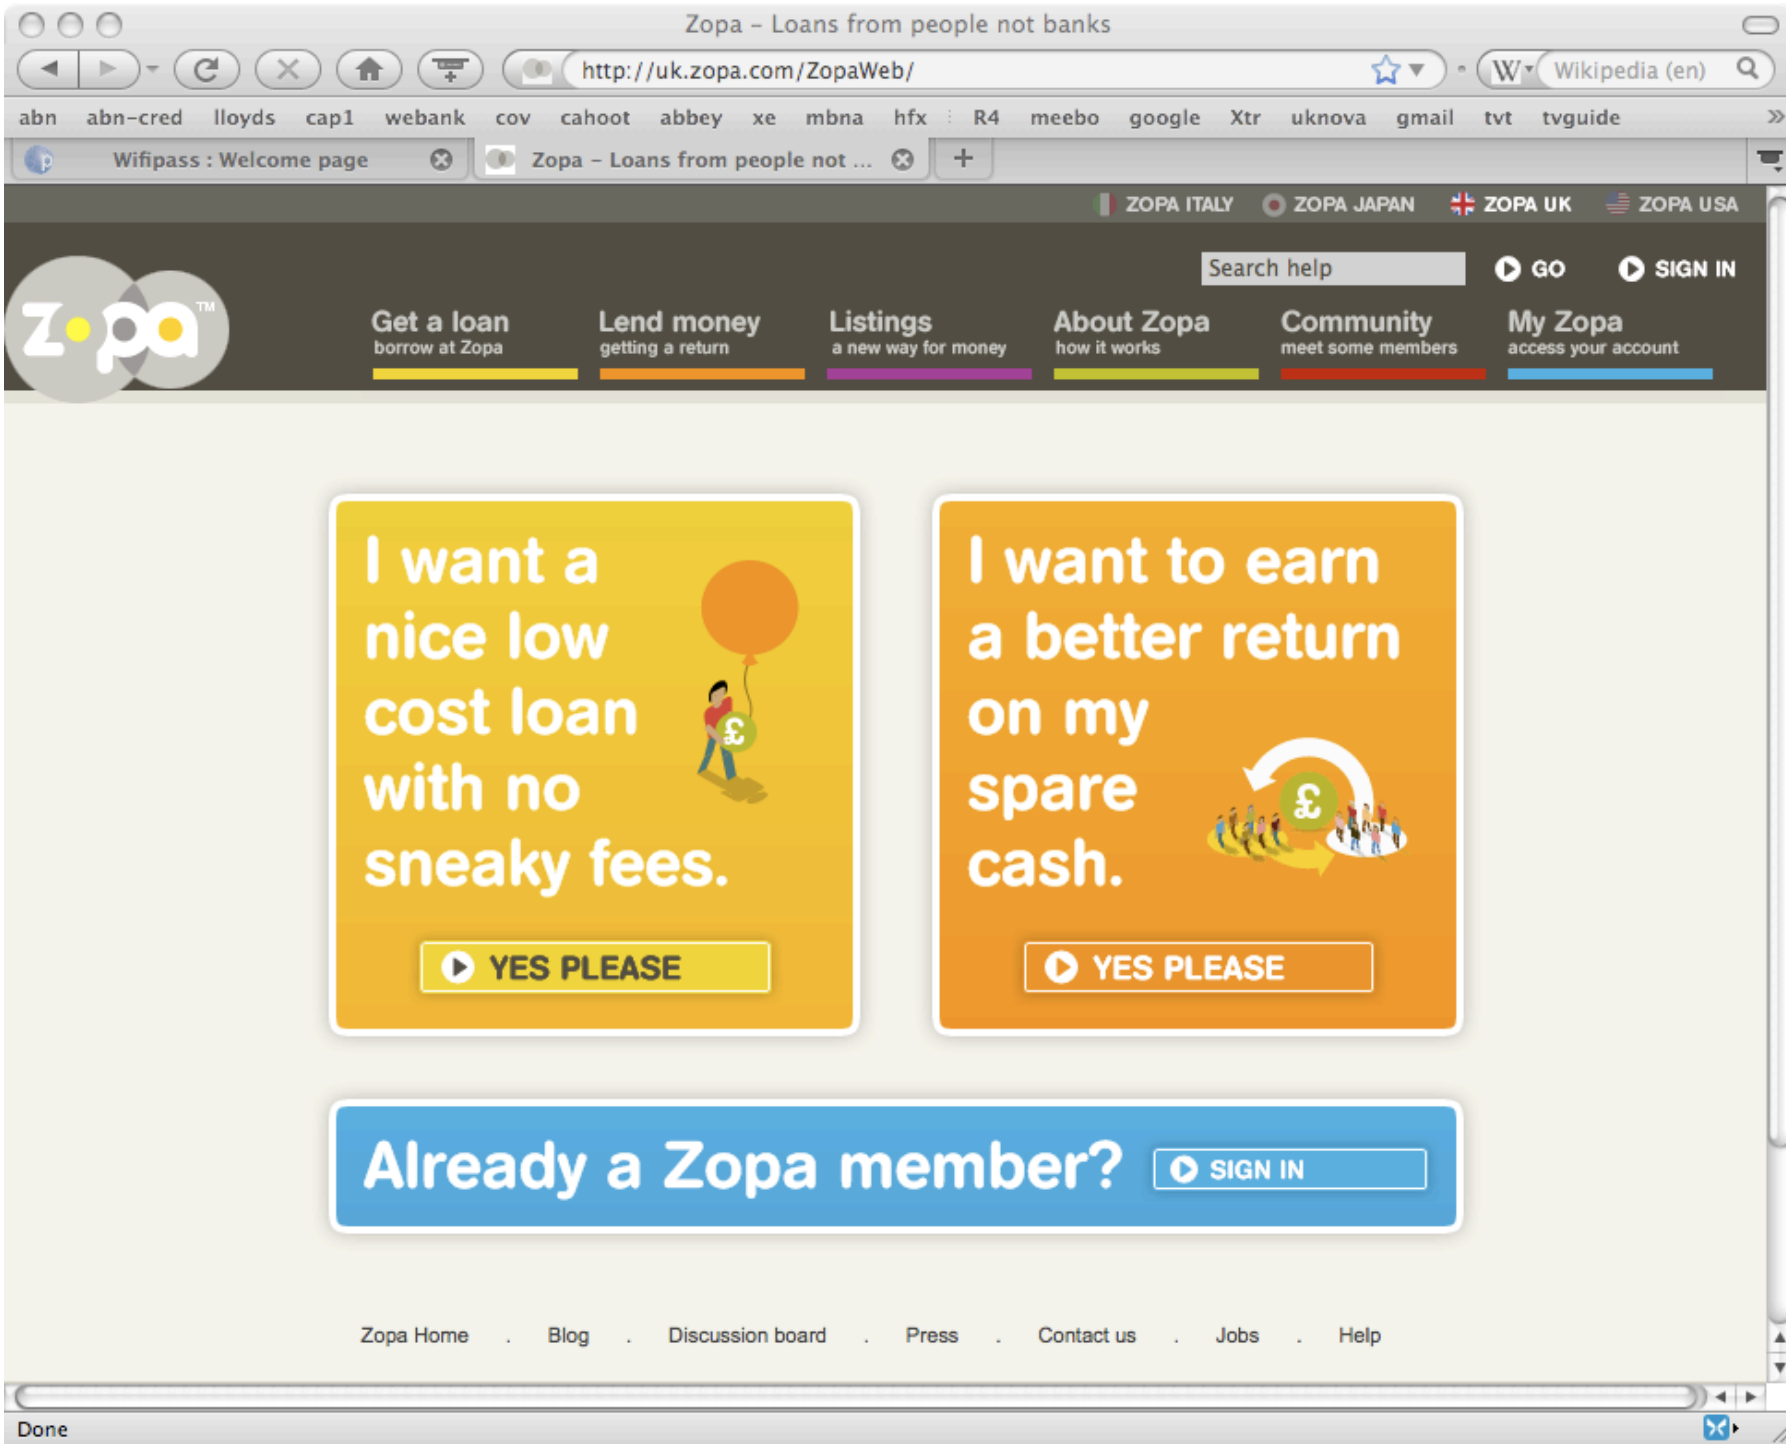 Zopa – Loans from people not banks
http://uk.zopa.com/ZopaWeb/
W
Wikipedia (en)
abn abn-cred lloyds cap1 webank cov cahoot abbey xe mbna hfx R4 meebo google Xtr uknova gmail tvt tvguide »
Wifipass : Welcome page
Zopa – Loans from people not ...
+
ZOPA ITALY ZOPA JAPAN ZOPA UK ZOPA USA
Search help GO SIGN IN
zopa™
Get a loan
borrow at Zopa
Lend money
getting a return
Listings
a new way for money
About Zopa
how it works
Community
meet some members
My Zopa
access your account
I want a
nice low
cost loan
with no
sneaky fees.
£
YES PLEASE
I want to earn
a better return
on my
spare
cash.
£
YES PLEASE
Already a Zopa member? SIGN IN
Zopa Home . Blog . Discussion board . Press . Contact us . Jobs . Help
Done